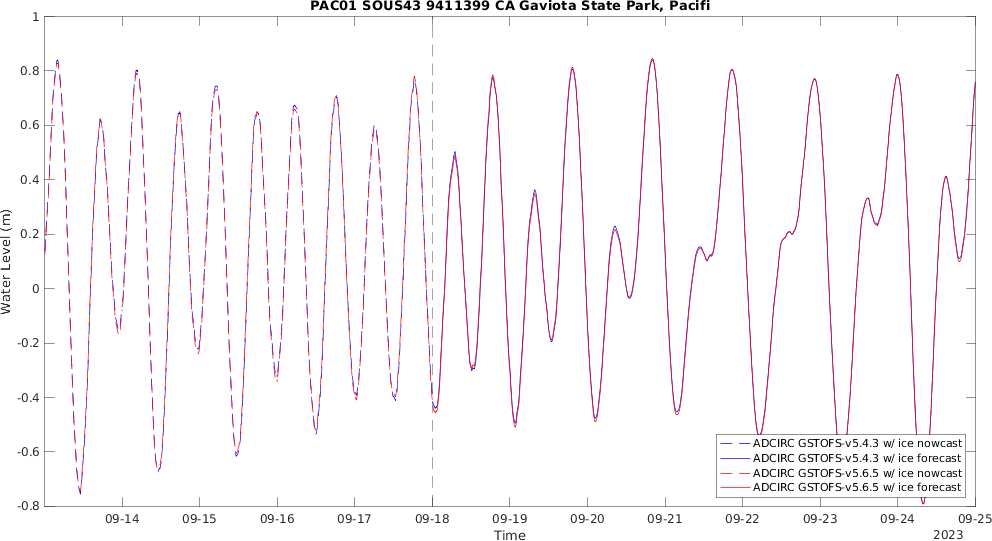 PAC01 SOUS43 9411399 CA Gaviota State Park, Pacifi
1
0.8
0.6
0.4
0.2
0
-0.2
-0.4
-0.6
-0.8
Water Level (m)
ADCIRC GSTOFS-v5.4.3 w/ ice nowcast
ADCIRC GSTOFS-v5.4.3 w/ ice forecast
ADCIRC GSTOFS-v5.6.5 w/ ice nowcast
ADCIRC GSTOFS-v5.6.5 w/ ice forecast
09-14 09-15 09-16 09-17 09-18 09-19 09-20 09-21 09-22 09-23 09-24 09-25
Time
2023